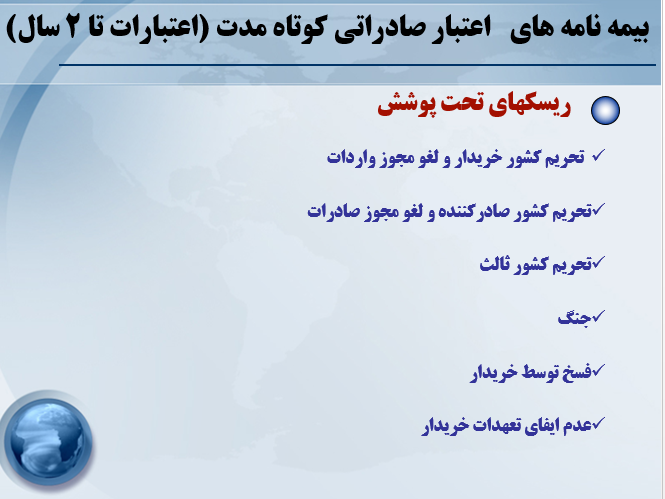 بیمه نامه های اعتبار صادراتی کوتاه مدت (اعتبارات تا ۲ سال)
ریسکهای تحت پوشش
✓ تحریم کشور خریدار و لغو مجوز واردات
✓تحریم کشور صادرکننده و لغو مجوز صادرات
✓تحریم کشور ثالث
✓جنگ
✓فسخ توسط خریدار
✓عدم ایفای تعهدات خریدار